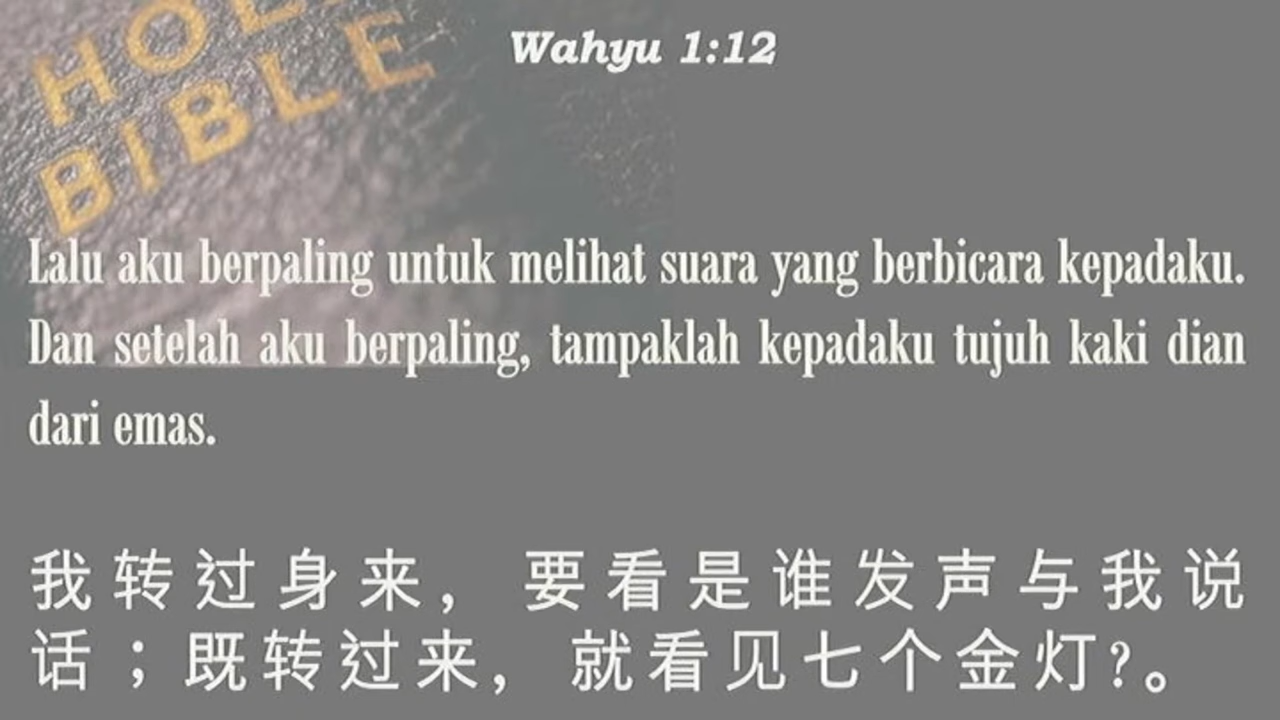 HOL
BIBLE
Wahyu 1:12
Lalu aku berpaling untuk melihat suara yang berbicara kepadaku.
Dan setelah aku berpaling, tampaklah kepadaku tujuh kaki dian
dari emas.
我转过身来，要看是谁发声与我说
话；既转过来，就看见七个金灯?。